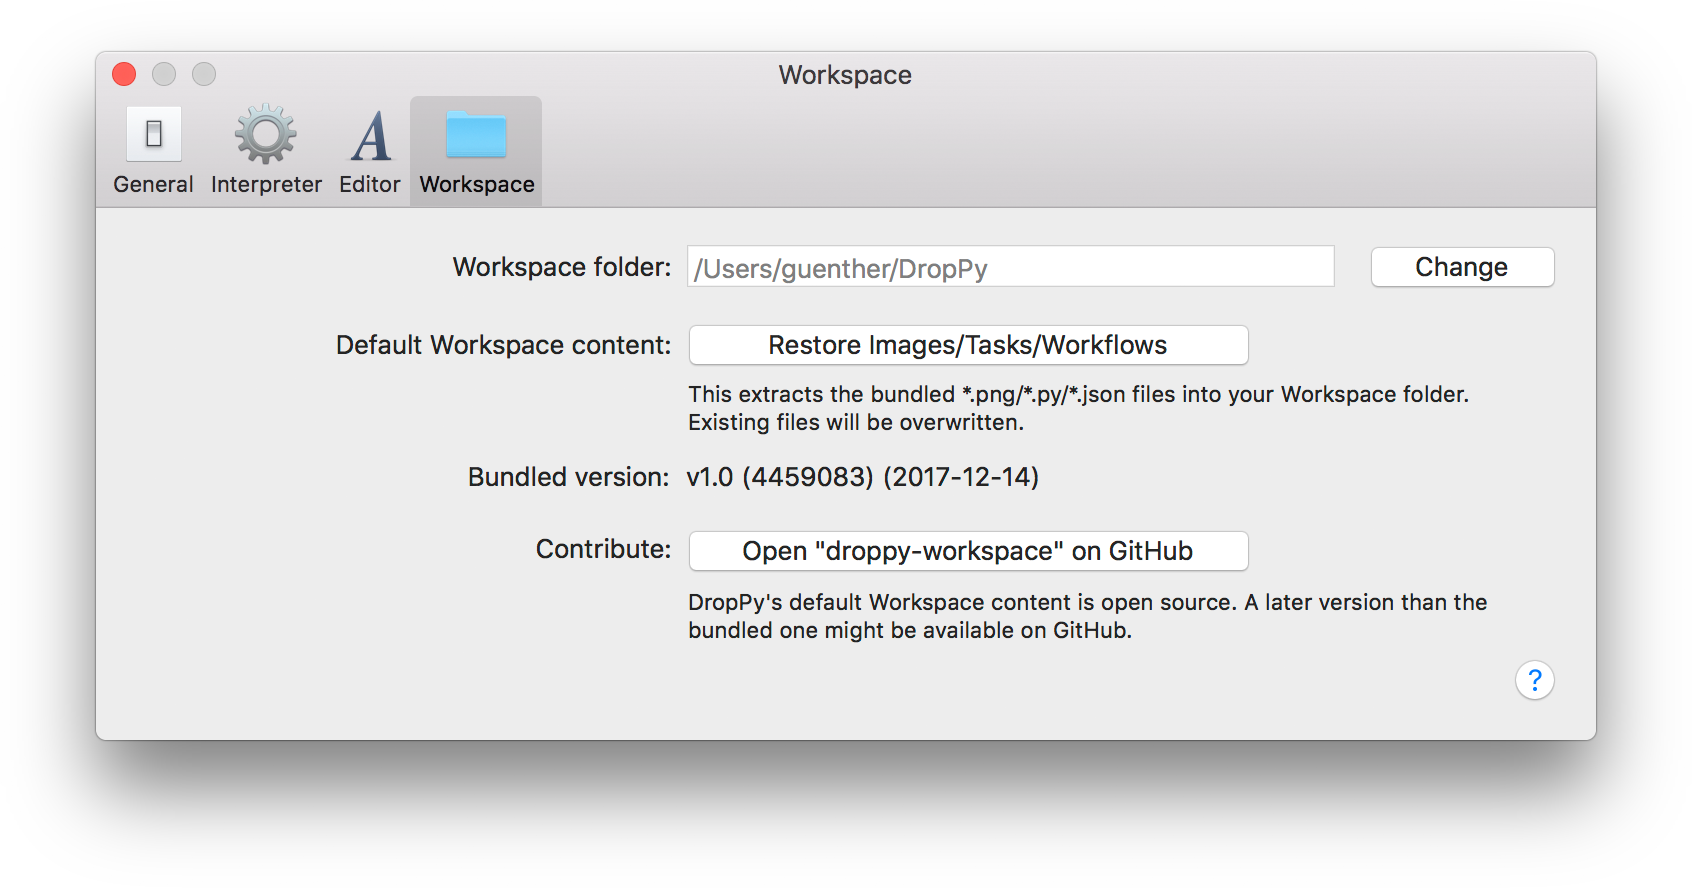 Workspace
General Interpreter Editor Workspace
Workspace folder: /Users/guenther/DropPy Change
Default Workspace content: Restore Images/Tasks/Workflows
This extracts the bundled *.png/*.py/*.json files into your Workspace folder.
Existing files will be overwritten.
Bundled version: v1.0 (4459083) (2017-12-14)
Contribute: Open "droppy-workspace" on GitHub
DropPy's default Workspace content is open source. A later version than the
bundled one might be available on GitHub.
?